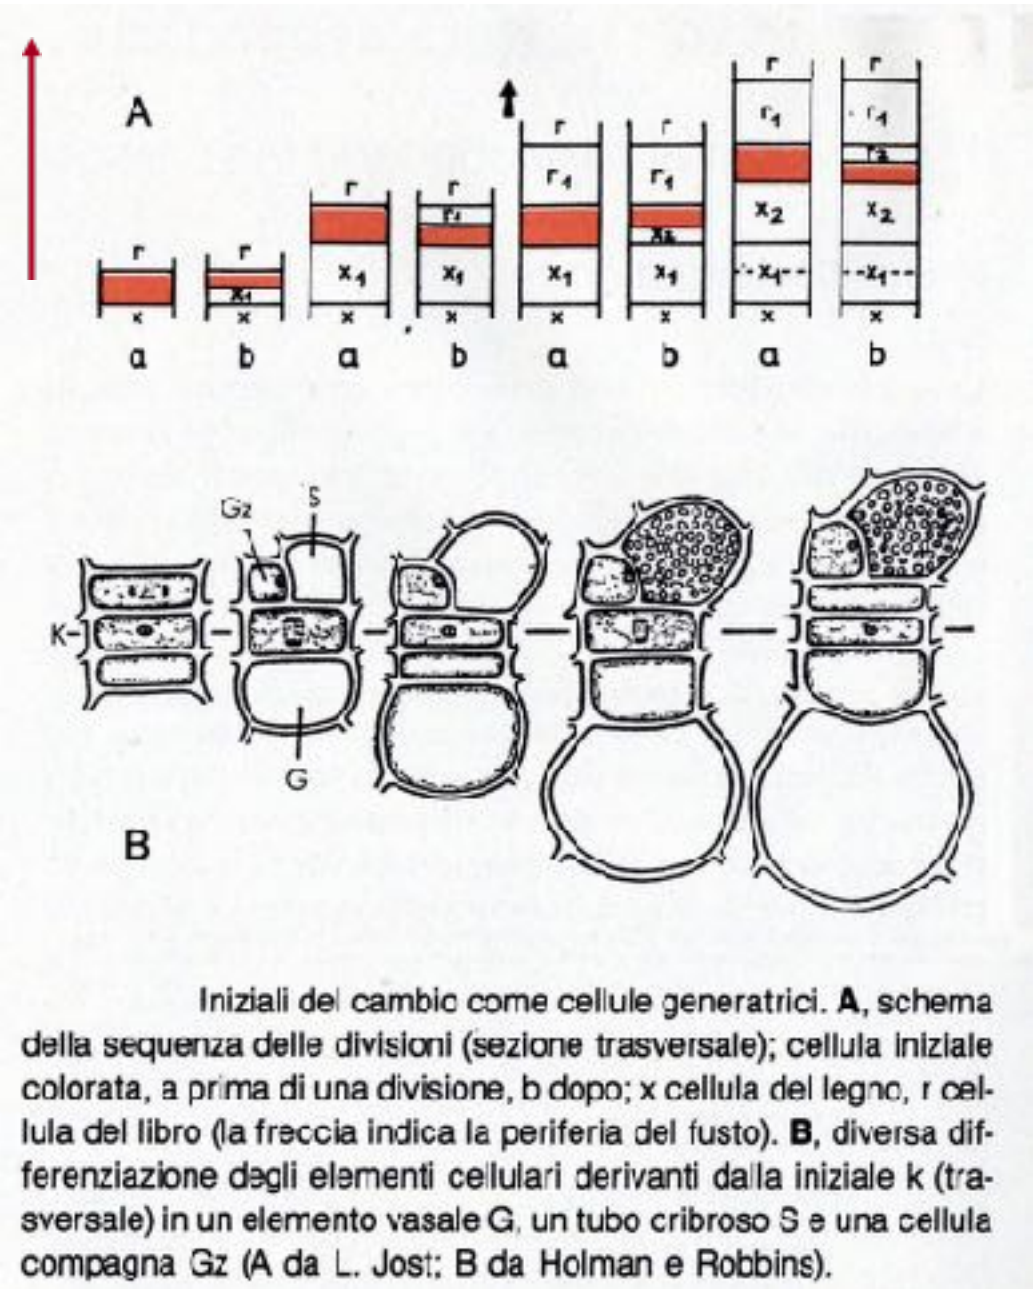 A
r r r r r r r r
r₁ r₁ r₁ r₁ r₁ r₂
x₁ x₁ x₁ x₁ x₂ x₁ x₂ x₁ x₂ x₁
x x x x x x x x
a b a b a b a b
Gz S
K
G
B
Iniziali del cambio come cellule generatrici. A, schema
della sequenza delle divisioni (sezione trasversale); cellula iniziale
colorata, a prima di una divisione, b dopo; x cellula del legno, r cel-
lula del libro (la freccia indica la periferia del fusto). B, diversa dif-
ferenziazione degli elementi cellulari derivanti dalla iniziale k (tra-
sversale) in un elemento vasale G, un tubo cribroso S e una cellula
compagna Gz (A da L. Jost; B da Holman e Robbins).